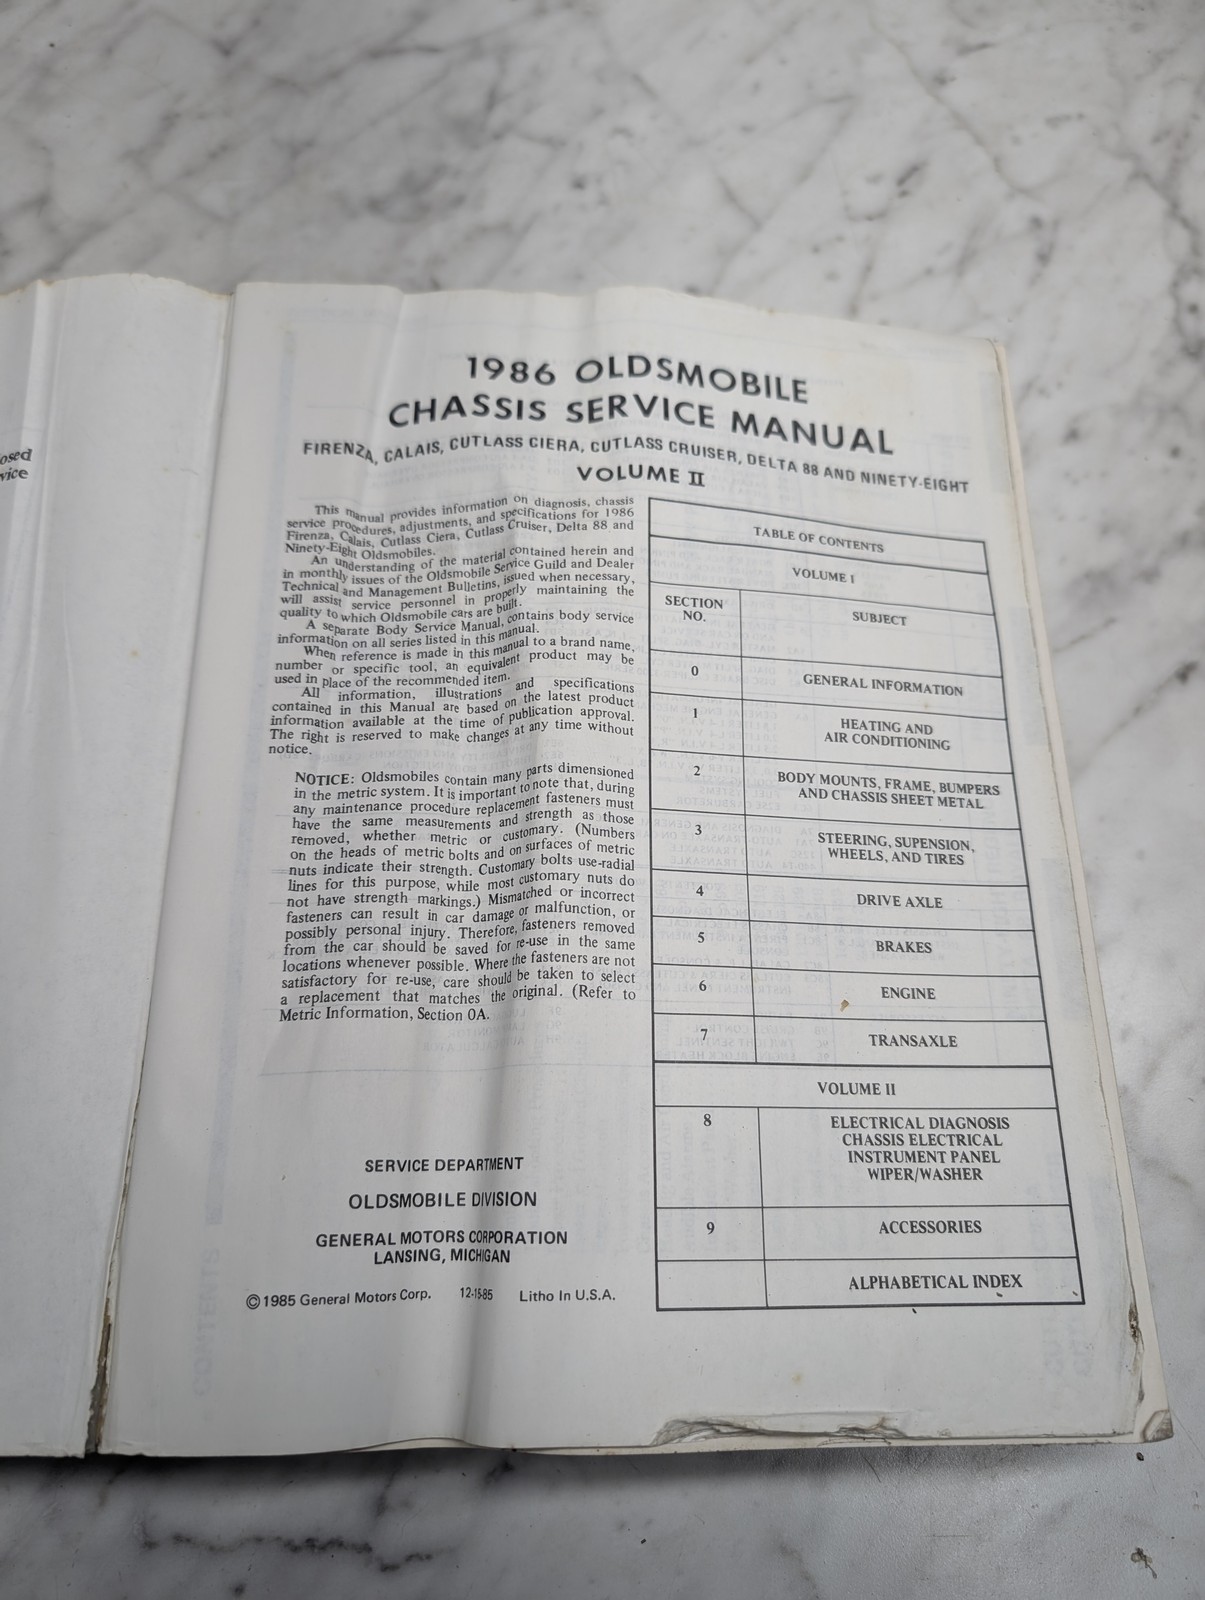 osed
vice
1986 OLDSMOBILE
CHASSIS SERVICE MANUAL
FIRENZA, CALAIS, CUTLASS CIERA, CUTLASS CRUISER, DELTA 88 AND NINETY-EIGHT
VOLUME II
This manual provides information on diagnosis, chassis
service procedures, adjustments, and specifications for 1986
Firenza, Calais, Cutlass Ciera, Cutlass Cruiser, Delta 88 and
Ninety-Eight Oldsmobiles.
An understanding of the material contained herein and
in monthly issues of the Oldsmobile Service Guild and Dealer
Technical and Management Bulletins, issued when necessary,
will assist service personnel in properly maintaining the
quality to which Oldsmobile cars are built.
A separate Body Service Manual, contains body service
information on all series listed in this manual.
When reference is made in this manual to a brand name,
number or specific tool, an equivalent product may be
used in place of the recommended item.
All information, illustrations and specifications
contained in this Manual are based on the latest product
information available at the time of publication approval.
The right is reserved to make changes at any time without
notice.
NOTICE: Oldsmobiles contain many parts dimensioned
in the metric system. It is important to note that, during
any maintenance procedure replacement fasteners must
have the same measurements and strength as those
removed, whether metric or customary. (Numbers
on the heads of metric bolts and on surfaces of metric
nuts indicate their strength. Customary bolts use-radial
lines for this purpose, while most customary nuts do
not have strength markings.) Mismatched or incorrect
fasteners can result in car damage or malfunction, or
possibly personal injury. Therefore, fasteners removed
from the car should be saved for re-use in the same
locations whenever possible. Where the fasteners are not
satisfactory for re-use, care should be taken to select
a replacement that matches the original. (Refer to
Metric Information, Section 0A.
SERVICE DEPARTMENT
OLDSMOBILE DIVISION
GENERAL MOTORS CORPORATION
LANSING, MICHIGAN
© 1985 General Motors Corp. 12-15-85 Litho In U.S.A.
TABLE OF CONTENTS
VOLUME I
SECTION
NO.
SUBJECT
0 GENERAL INFORMATION
1 HEATING AND
AIR CONDITIONING
2 BODY MOUNTS, FRAME, BUMPERS
AND CHASSIS SHEET METAL
3 STEERING, SUPENSION,
WHEELS, AND TIRES
4 DRIVE AXLE
5 BRAKES
6 ENGINE
7 TRANSAXLE
VOLUME II
8 ELECTRICAL DIAGNOSIS
CHASSIS ELECTRICAL
INSTRUMENT PANEL
WIPER/WASHER
9 ACCESSORIES
ALPHABETICAL INDEX